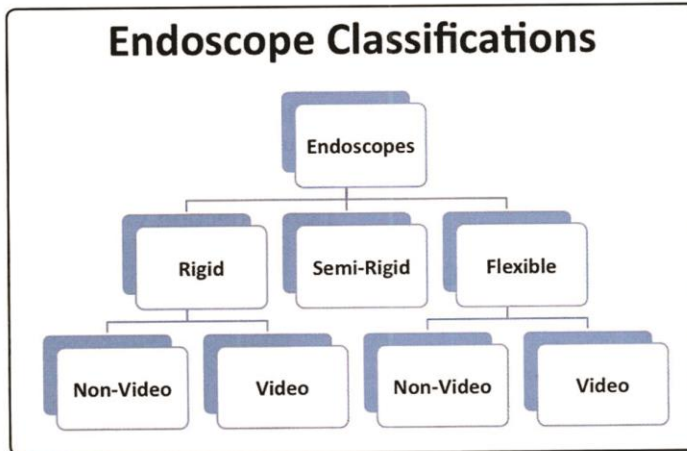 Endoscope Classifications
Endoscopes
Rigid
Semi-Rigid
Flexible
Non-Video
Video
Non-Video
Video